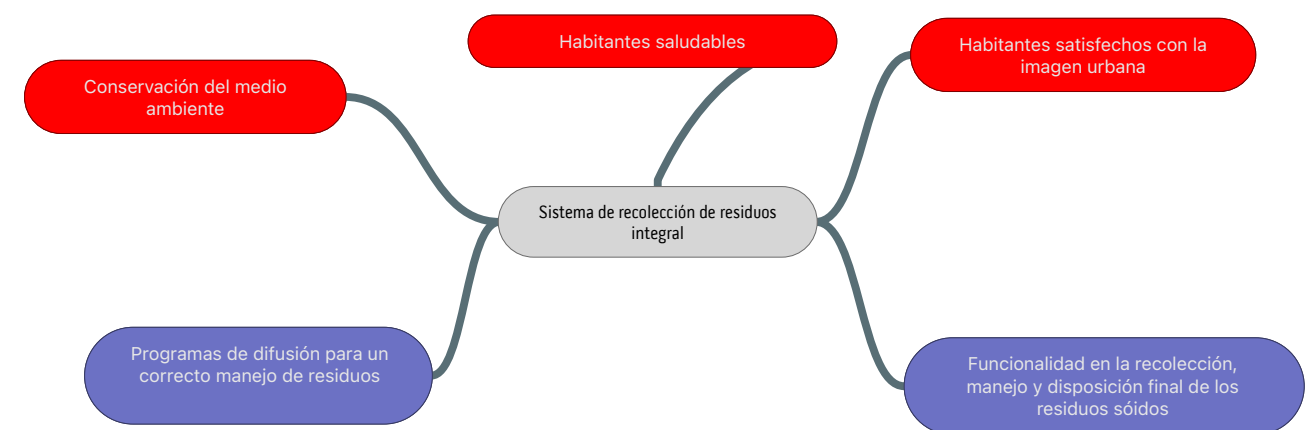 Habitantes saludables
Habitantes satisfechos con la
imagen urbana
Conservación del medio
ambiente
Sistema de recolección de residuos
integral
Programas de difusión para un
correcto manejo de residuos
Funcionalidad en la recolección,
manejo y disposición final de los
residuos sóidos